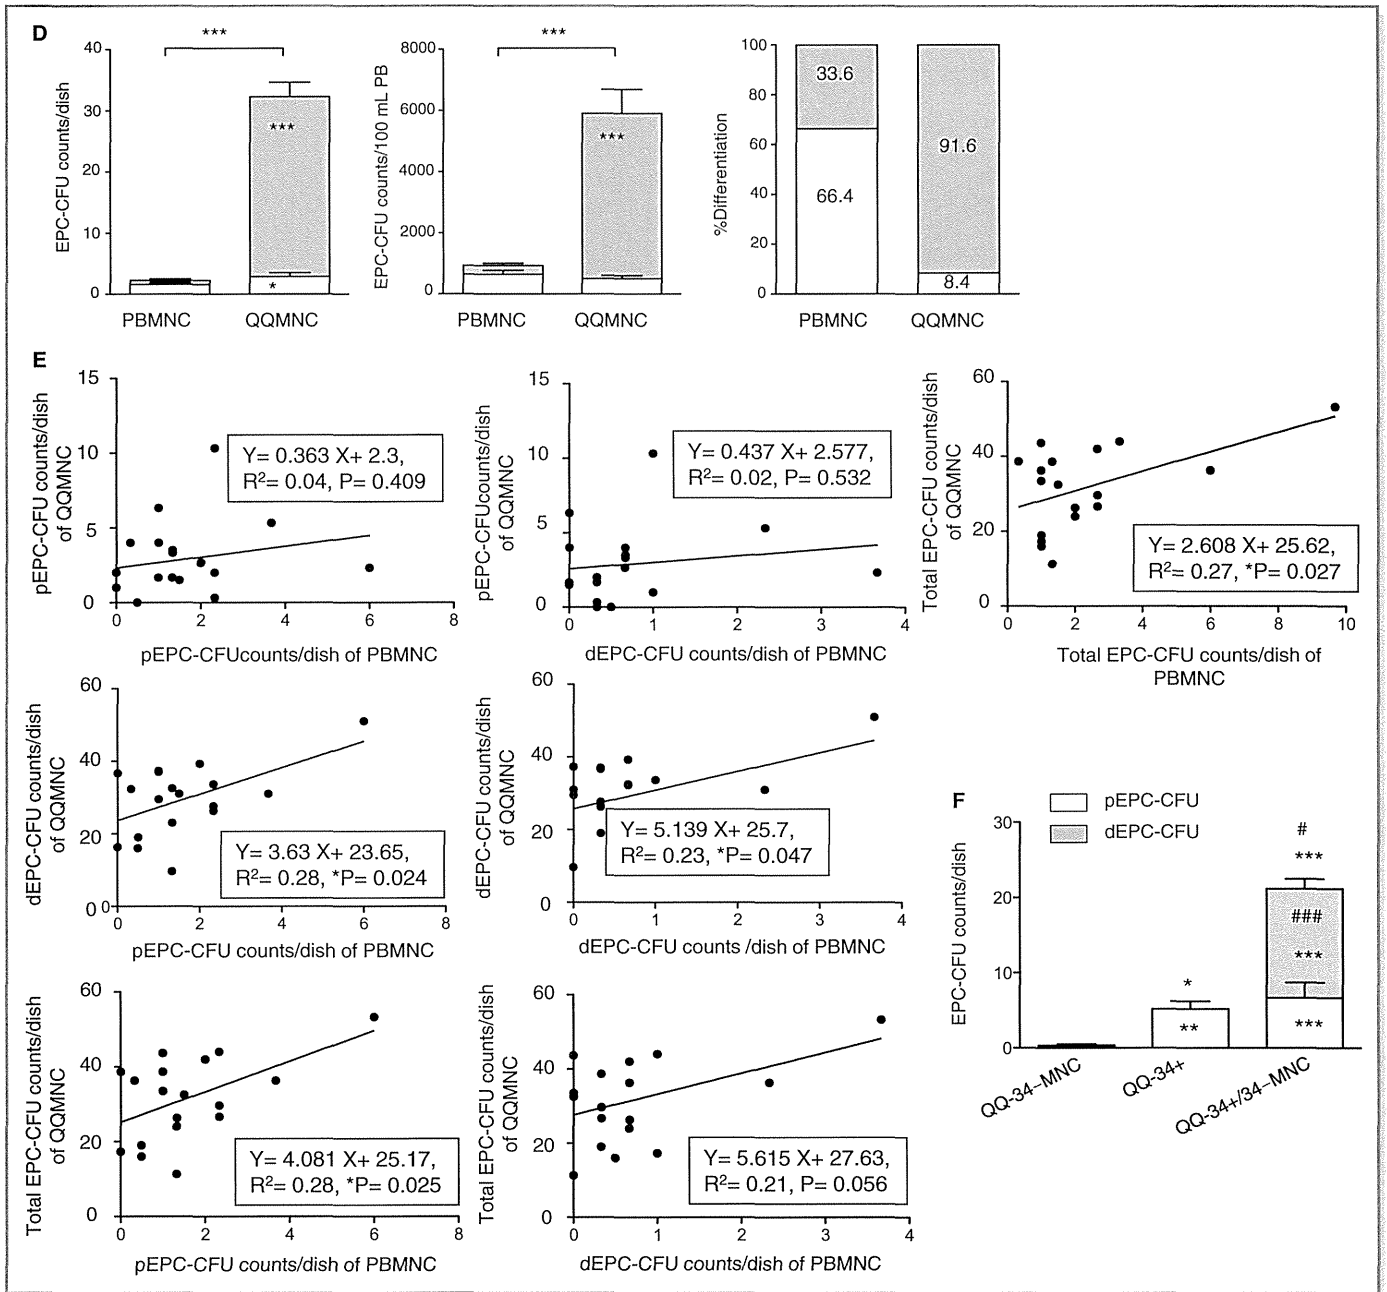 D
***
EPC-CFU counts/dish
40
30
20
10
0
***
*
PBMNC
QQMNC
***
EPC-CFU counts/100 mL PB
8000
6000
4000
2000
0
***
PBMNC
QQMNC
%Differentiation
100
80
60
40
20
0
33.6
66.4
91.6
8.4
PBMNC
QQMNC
E
pEPC-CFU counts/dish
of QQMNC
15
10
5
0
Y= 0.363 X+ 2.3,
R²= 0.04, P= 0.409
0 2 4 6 8
pEPC-CFUcounts/dish of PBMNC
pEPC-CFUcounts/dish
of QQMNC
15
10
5
0
Y= 0.437 X+ 2.577,
R²= 0.02, P= 0.532
0 1 2 3 4
dEPC-CFU counts/dish of PBMNC
Total EPC-CFU counts/dish
of QQMNC
60
40
20
0
Y= 2.608 X+ 25.62,
R²= 0.27, *P= 0.027
0 2 4 6 8 10
Total EPC-CFU counts/dish of
PBMNC
dEPC-CFU counts/dish
of QQMNC
60
40
20
0
Y= 3.63 X+ 23.65,
R²= 0.28, *P= 0.024
0 2 4 6 8
pEPC-CFU counts/dish of PBMNC
dEPC-CFU counts/dish
of QQMNC
60
40
20
0
Y= 5.139 X+ 25.7,
R²= 0.23, *P= 0.047
0 1 2 3 4
dEPC-CFU counts /dish of PBMNC
Total EPC-CFU counts/dish
of QQMNC
60
40
20
0
Y= 4.081 X+ 25.17,
R²= 0.28, *P= 0.025
0 2 4 6 8
pEPC-CFU counts/dish of PBMNC
Total EPC-CFU counts/dish
of QQMNC
60
40
20
0
Y= 5.615 X+ 27.63,
R²= 0.21, P= 0.056
0 1 2 3 4
dEPC-CFU counts/dish of PBMNC
F
pEPC-CFU
dEPC-CFU
EPC-CFU counts/dish
30
20
10
0
*
**
#
***
###
***
***
QQ-34−MNC
QQ-34+
QQ-34+/34−MNC